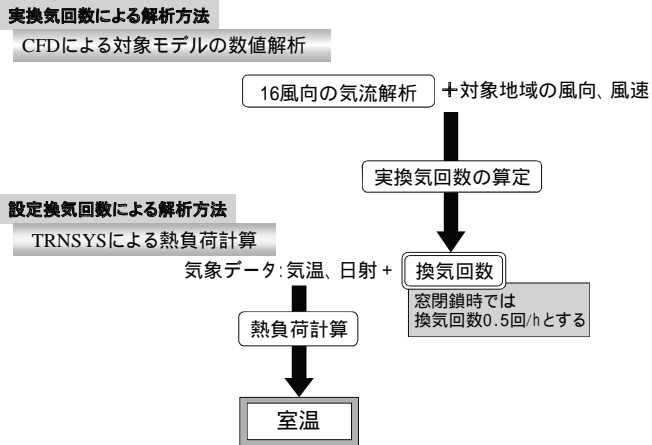 実換気回数による解析方法
CFDによる対象モデルの数値解析
16風向の気流解析 +対象地域の風向、風速
実換気回数の算定
設定換気回数による解析方法
TRNSYSによる熱負荷計算
気象データ:気温、日射+ 換気回数
窓閉鎖時では
換気回数0.5回/hとする
熱負荷計算
室温